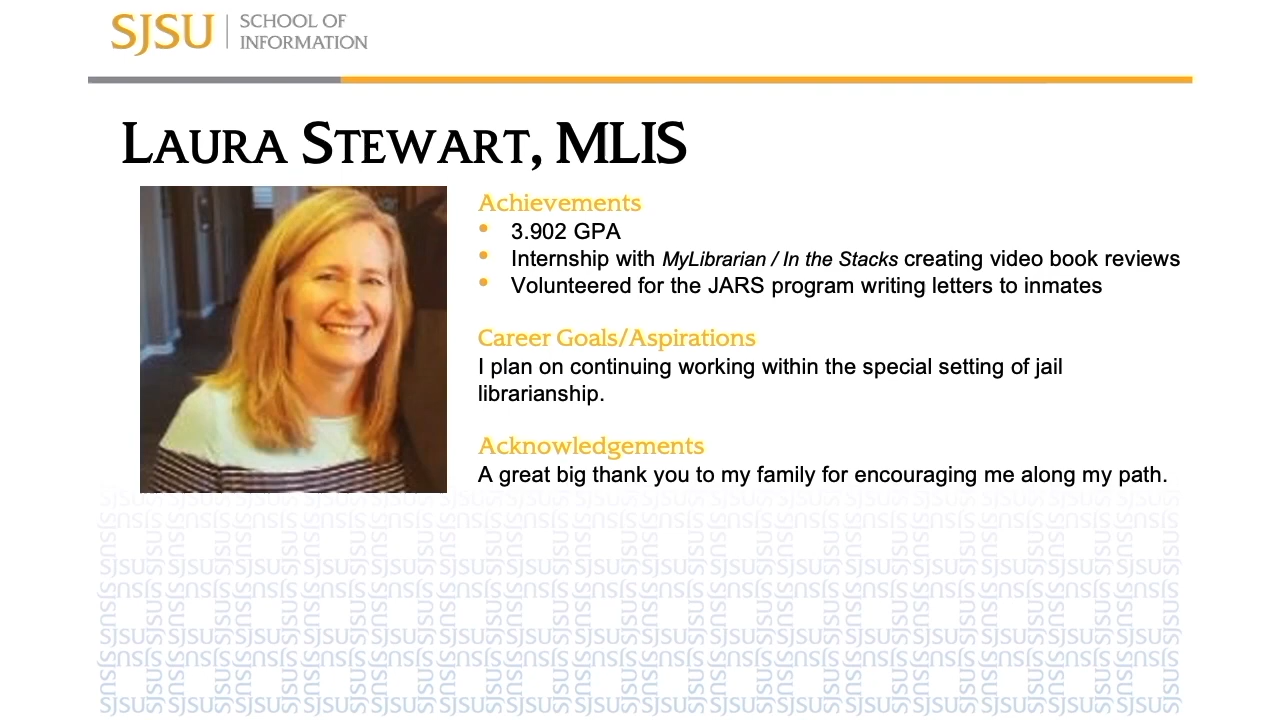 SJSU SCHOOL OF
INFORMATION
LAURA STEWART, MLIS
Achievements
• 3.902 GPA
• Internship with MyLibrarian / In the Stacks creating video book reviews
• Volunteered for the JARS program writing letters to inmates
Career Goals/Aspirations
I plan on continuing working within the special setting of jail
librarianship.
Acknowledgements
A great big thank you to my family for encouraging me along my path.